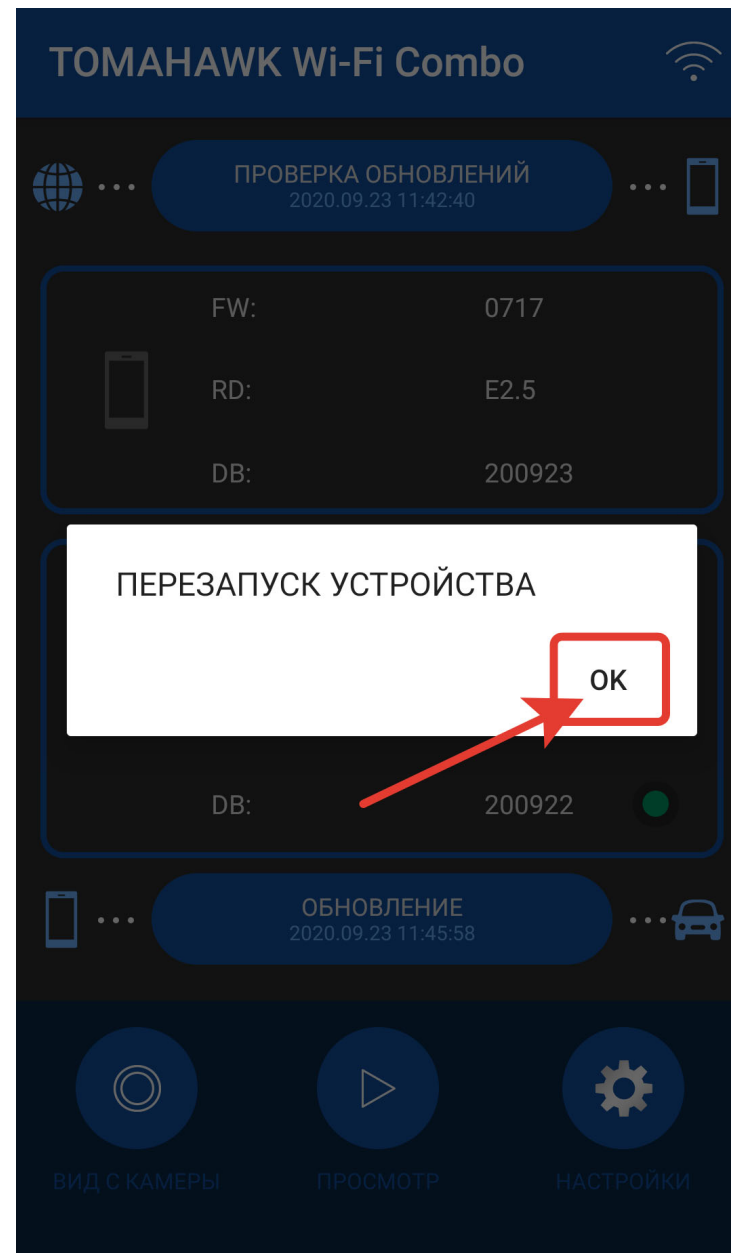 TOMAHAWK Wi-Fi Combo
ПРОВЕРКА ОБНОВЛЕНИЙ
2020.09.23 11:42:40
FW: 0717
RD: E2.5
DB: 200923
ПЕРЕЗАПУСК УСТРОЙСТВА
OK
DB: 200922
ОБНОВЛЕНИЕ
2020.09.23 11:45:58
ВИД С КАМЕРЫ ПРОСМОТР НАСТРОЙКИ